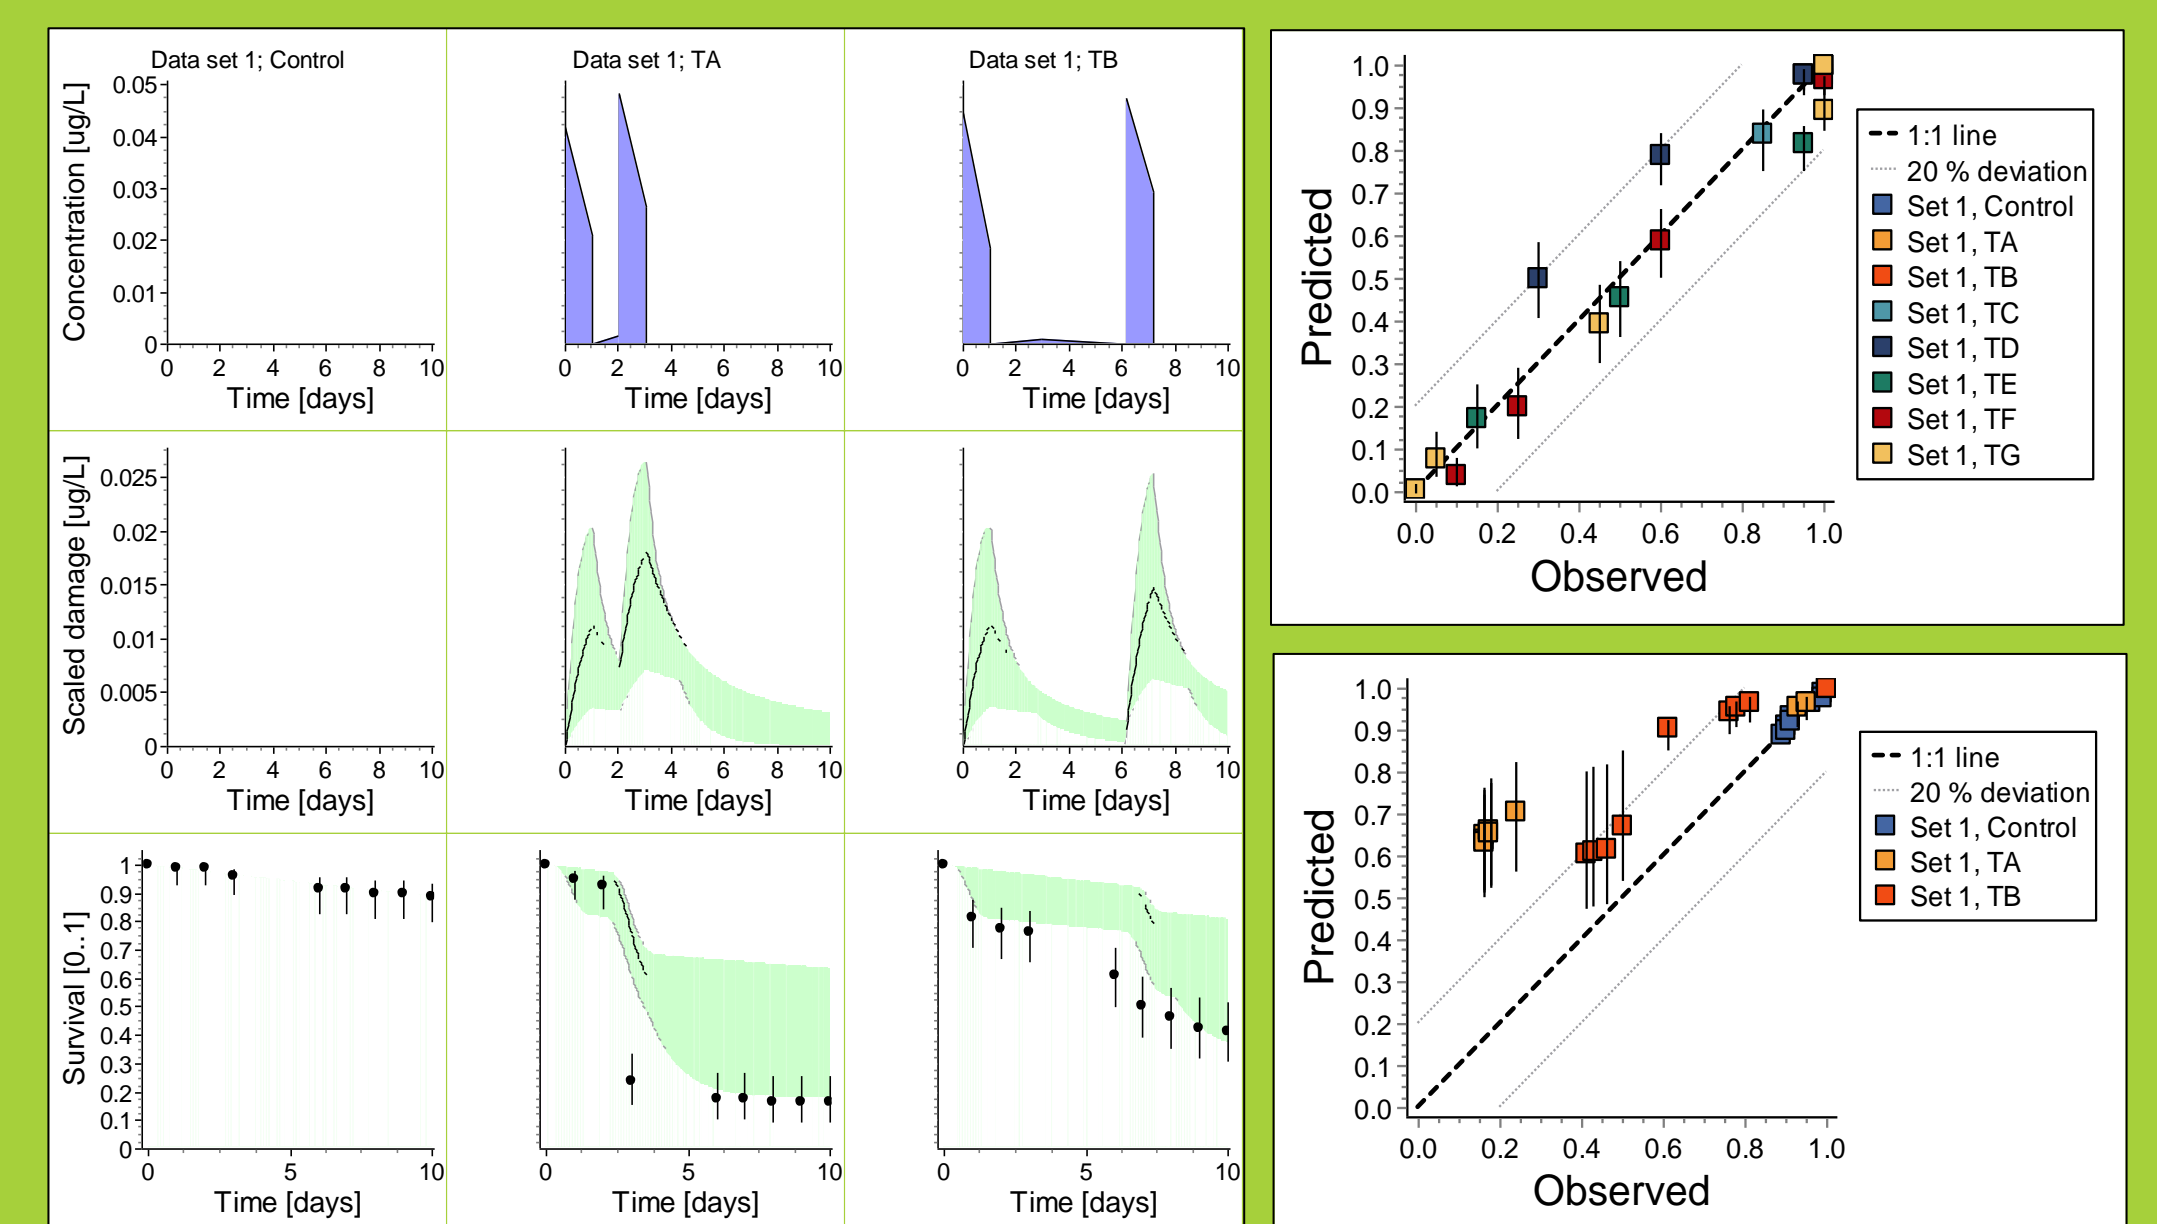 Data set 1; Control
Data set 1; TA
Data set 1; TB
Concentration [ug/L]
0.05
0.04
0.03
0.02
0.01
0
0 2 4 6 8 10
Time [days]
0 2 4 6 8 10
Time [days]
0 2 4 6 8 10
Time [days]
Scaled damage [ug/L]
0.025
0.02
0.015
0.01
0.005
0
0 2 4 6 8 10
Time [days]
0 2 4 6 8 10
Time [days]
0 2 4 6 8 10
Time [days]
Survival [0..1]
1
0.9
0.8
0.7
0.6
0.5
0.4
0.3
0.2
0.1
0
0 5 10
Time [days]
0 5 10
Time [days]
0 5 10
Time [days]
Predicted
1.0
0.9
0.8
0.7
0.6
0.5
0.4
0.3
0.2
0.1
0.0
0.0 0.2 0.4 0.6 0.8 1.0
Observed
1:1 line
20 % deviation
Set 1, Control
Set 1, TA
Set 1, TB
Set 1, TC
Set 1, TD
Set 1, TE
Set 1, TF
Set 1, TG
Predicted
1.0
0.9
0.8
0.7
0.6
0.5
0.4
0.3
0.2
0.1
0.0
0.0 0.2 0.4 0.6 0.8 1.0
Observed
1:1 line
20 % deviation
Set 1, Control
Set 1, TA
Set 1, TB